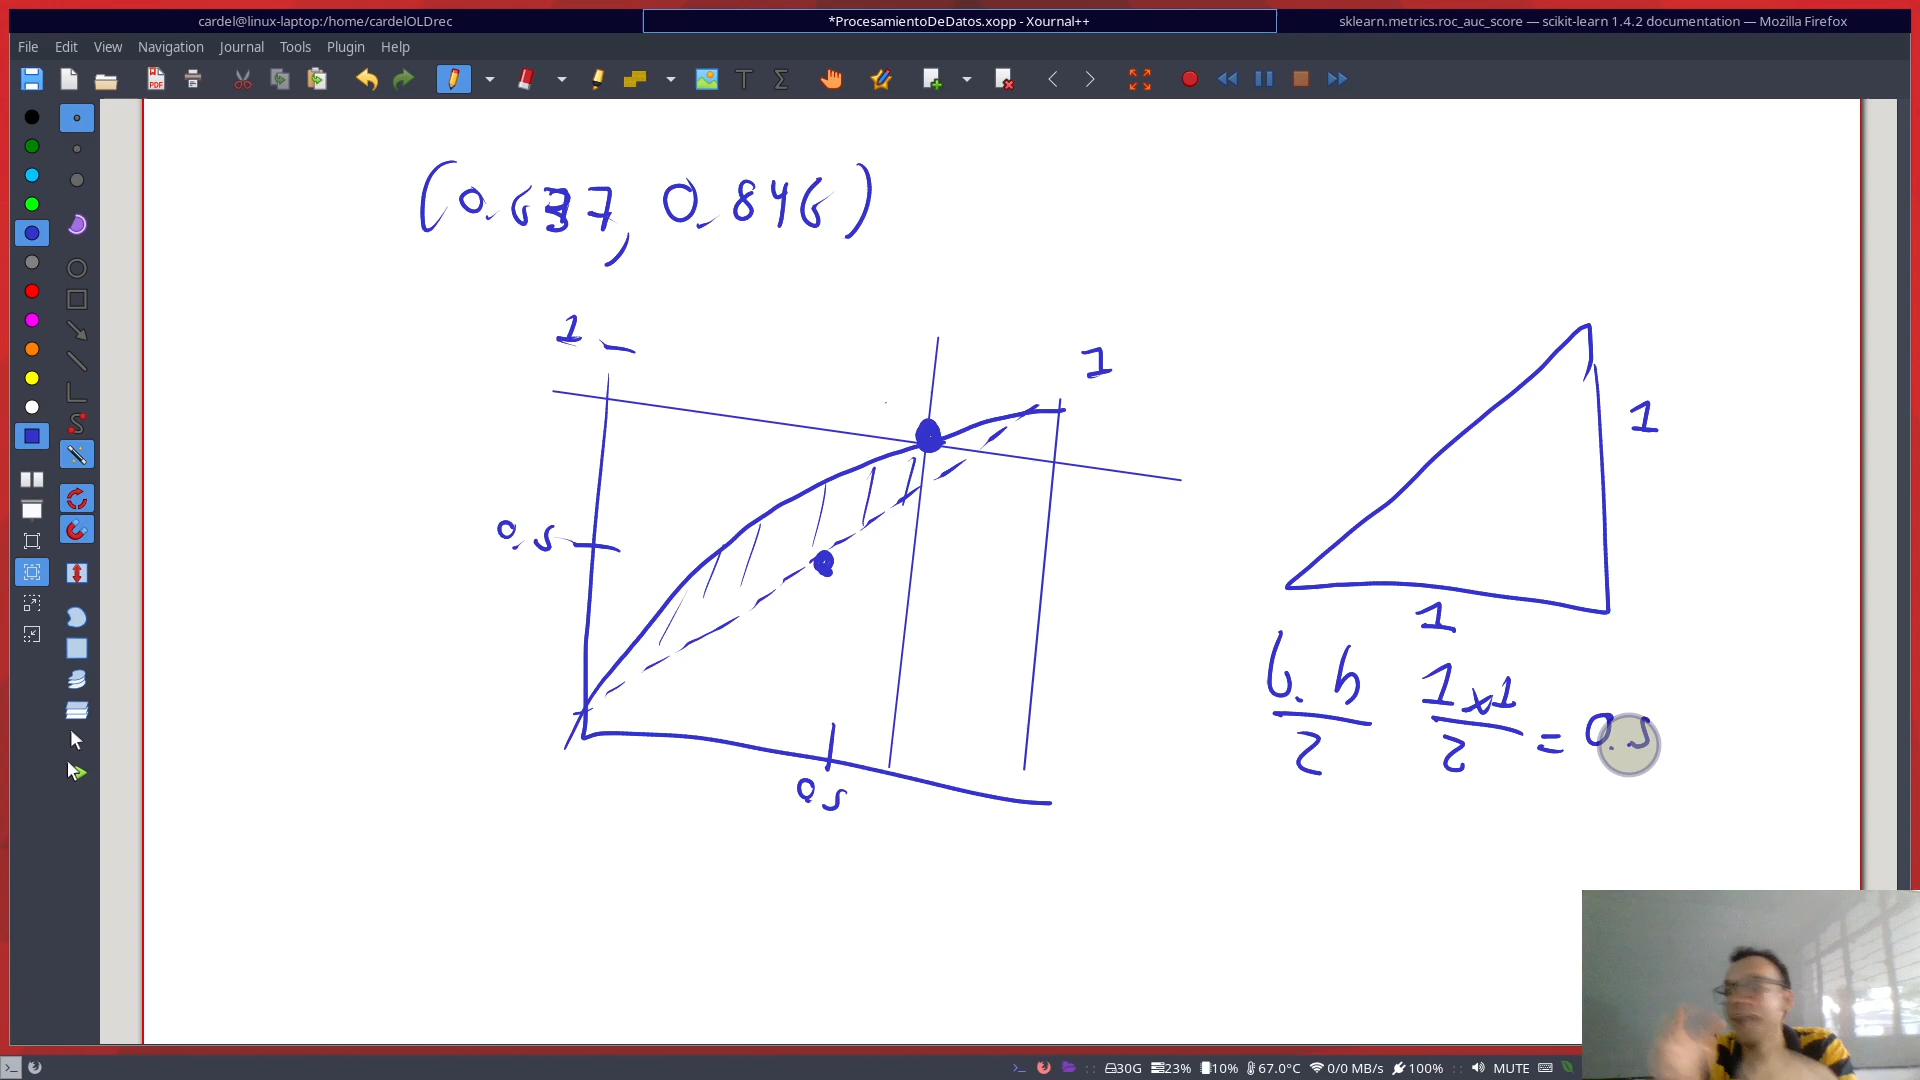 cardel@linux-laptop:/home/cardelOLDrec
*ProcesamientoDeDatos.xopp - Xournal++
sklearn.metrics.roc_auc_score — scikit-learn 1.4.2 documentation — Mozilla Firefox
File Edit View Navigation Journal Tools Plugin Help
(0.637, 0.846)
1
1
0.5
0.5
1
1
b.h
2
1x1
2
= 0.5
30G 23% 10% 67.0°C 0/0 MB/s 100% MUTE